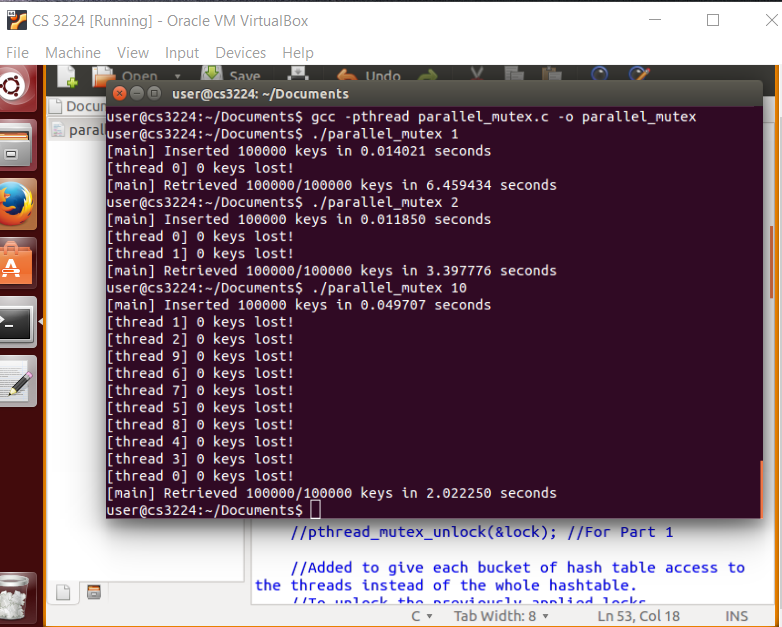 CS 3224 [Running] - Oracle VM VirtualBox
File Machine View Input Devices Help
Open Save Undo
user@cs3224: ~/Documents
Docum
paral
user@cs3224:~/Documents$ gcc -pthread parallel_mutex.c -o parallel_mutex
user@cs3224:~/Documents$ ./parallel_mutex 1
[main] Inserted 100000 keys in 0.014021 seconds
[thread 0] 0 keys lost!
[main] Retrieved 100000/100000 keys in 6.459434 seconds
user@cs3224:~/Documents$ ./parallel_mutex 2
[main] Inserted 100000 keys in 0.011850 seconds
[thread 0] 0 keys lost!
[thread 1] 0 keys lost!
[main] Retrieved 100000/100000 keys in 3.397776 seconds
user@cs3224:~/Documents$ ./parallel_mutex 10
[main] Inserted 100000 keys in 0.049707 seconds
[thread 1] 0 keys lost!
[thread 2] 0 keys lost!
[thread 9] 0 keys lost!
[thread 6] 0 keys lost!
[thread 7] 0 keys lost!
[thread 5] 0 keys lost!
[thread 8] 0 keys lost!
[thread 4] 0 keys lost!
[thread 3] 0 keys lost!
[thread 0] 0 keys lost!
[main] Retrieved 100000/100000 keys in 2.022250 seconds
user@cs3224:~/Documents$
//pthread_mutex_unlock(&lock); //For Part 1
//Added to give each bucket of hash table access to
the threads instead of the whole hashtable.
//To unlock the previously applied locks
C Tab Width: 8 Ln 53, Col 18 INS